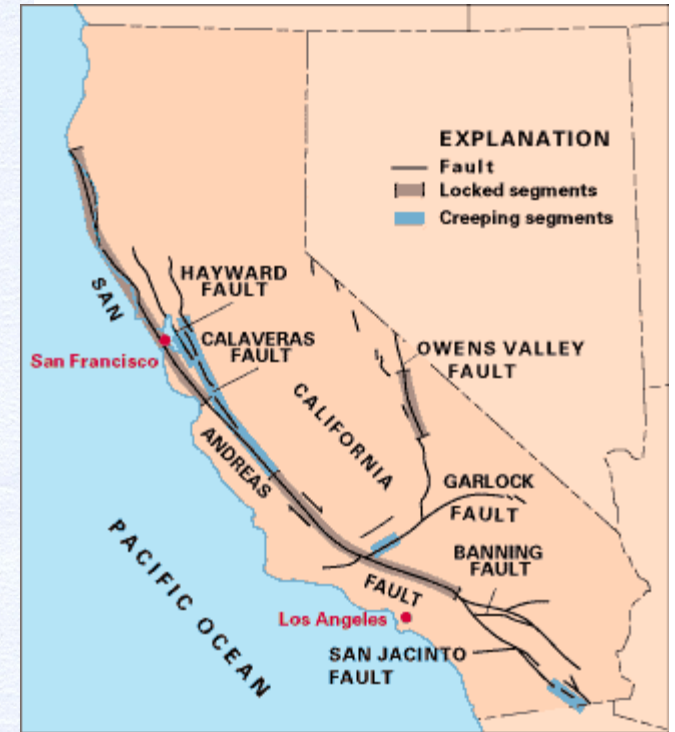 EXPLANATION
Fault
Locked segments
Creeping segments
HAYWARD
FAULT
SAN
CALAVERAS
FAULT
San Francisco
OWENS VALLEY
FAULT
CALIFORNIA
ANDREAS
GARLOCK
FAULT
BANNING
FAULT
PACIFIC OCEAN
FAULT
Los Angeles
SAN JACINTO
FAULT